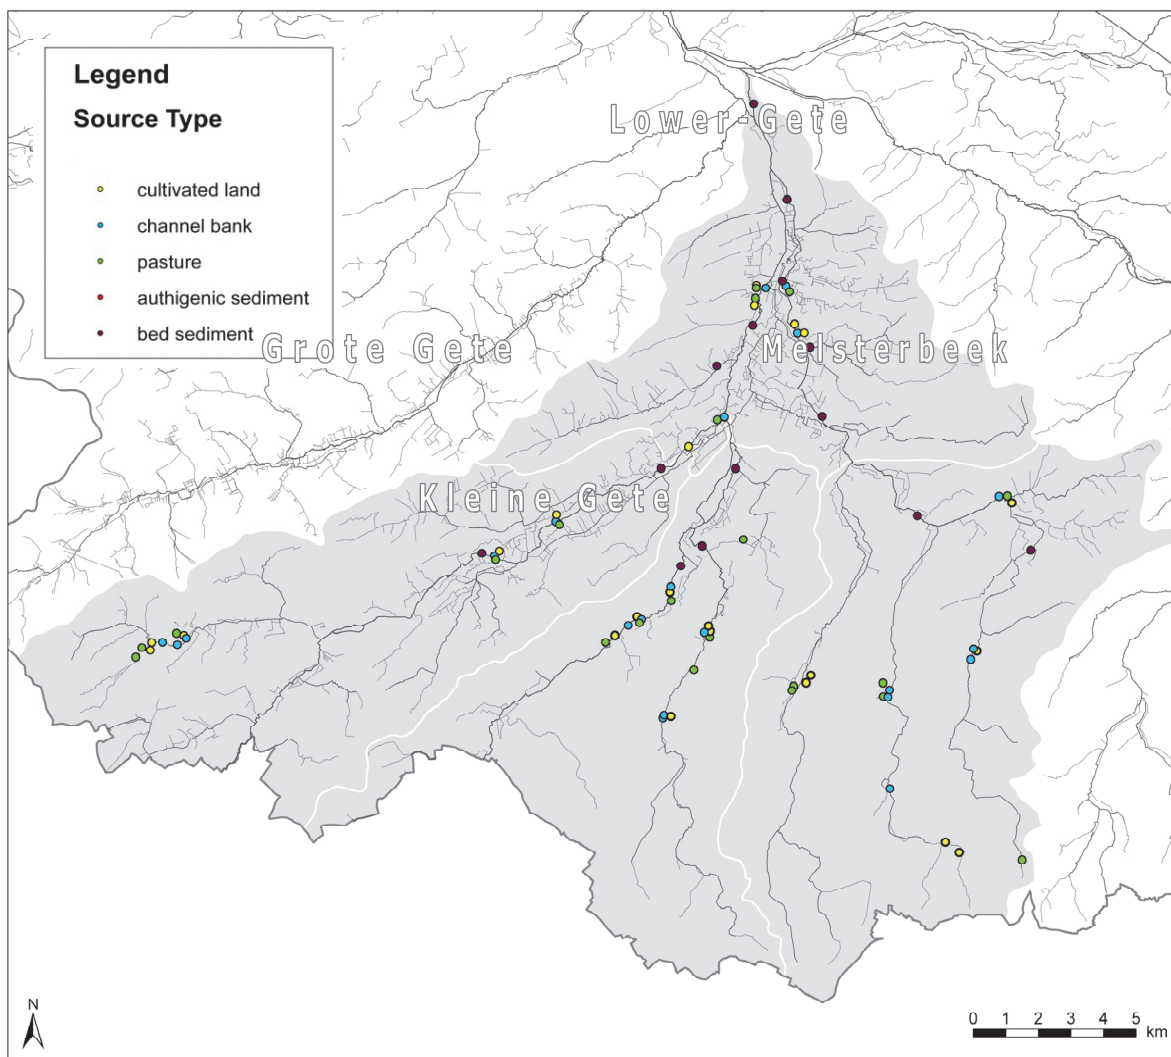 Legend
Source Type
cultivated land
channel bank
pasture
authigenic sediment
bed sediment
Lower-Gete
Grote Gete
Melsterbeek
Kleine Gete
N
0 1 2 3 4 5
km